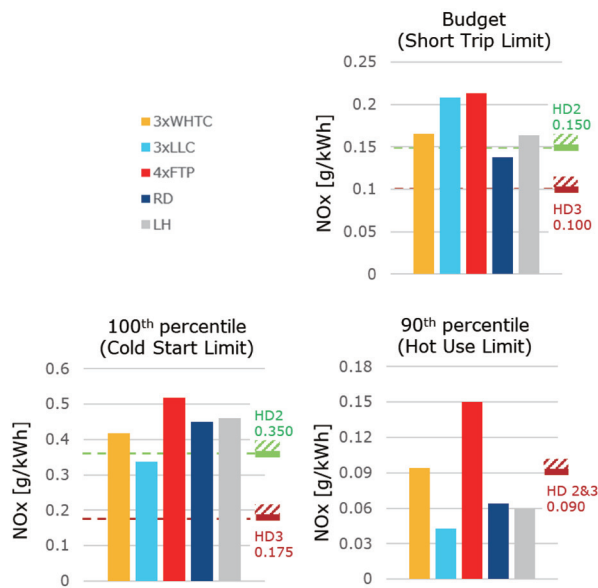 Budget
(Short Trip Limit)
3xWHTC
3xLLC
4xFTP
RD
LH
NOx [g/kWh]
0.25
0.2
0.15
0.1
0.05
0
HD2
0.150
HD3
0.100
100th percentile
(Cold Start Limit)
NOx [g/kWh]
0.6
0.5
0.4
0.3
0.2
0.1
0
HD2
0.350
HD3
0.175
90th percentile
(Hot Use Limit)
NOx [g/kWh]
0.18
0.15
0.12
0.09
0.06
0.03
0
HD 2&3
0.090